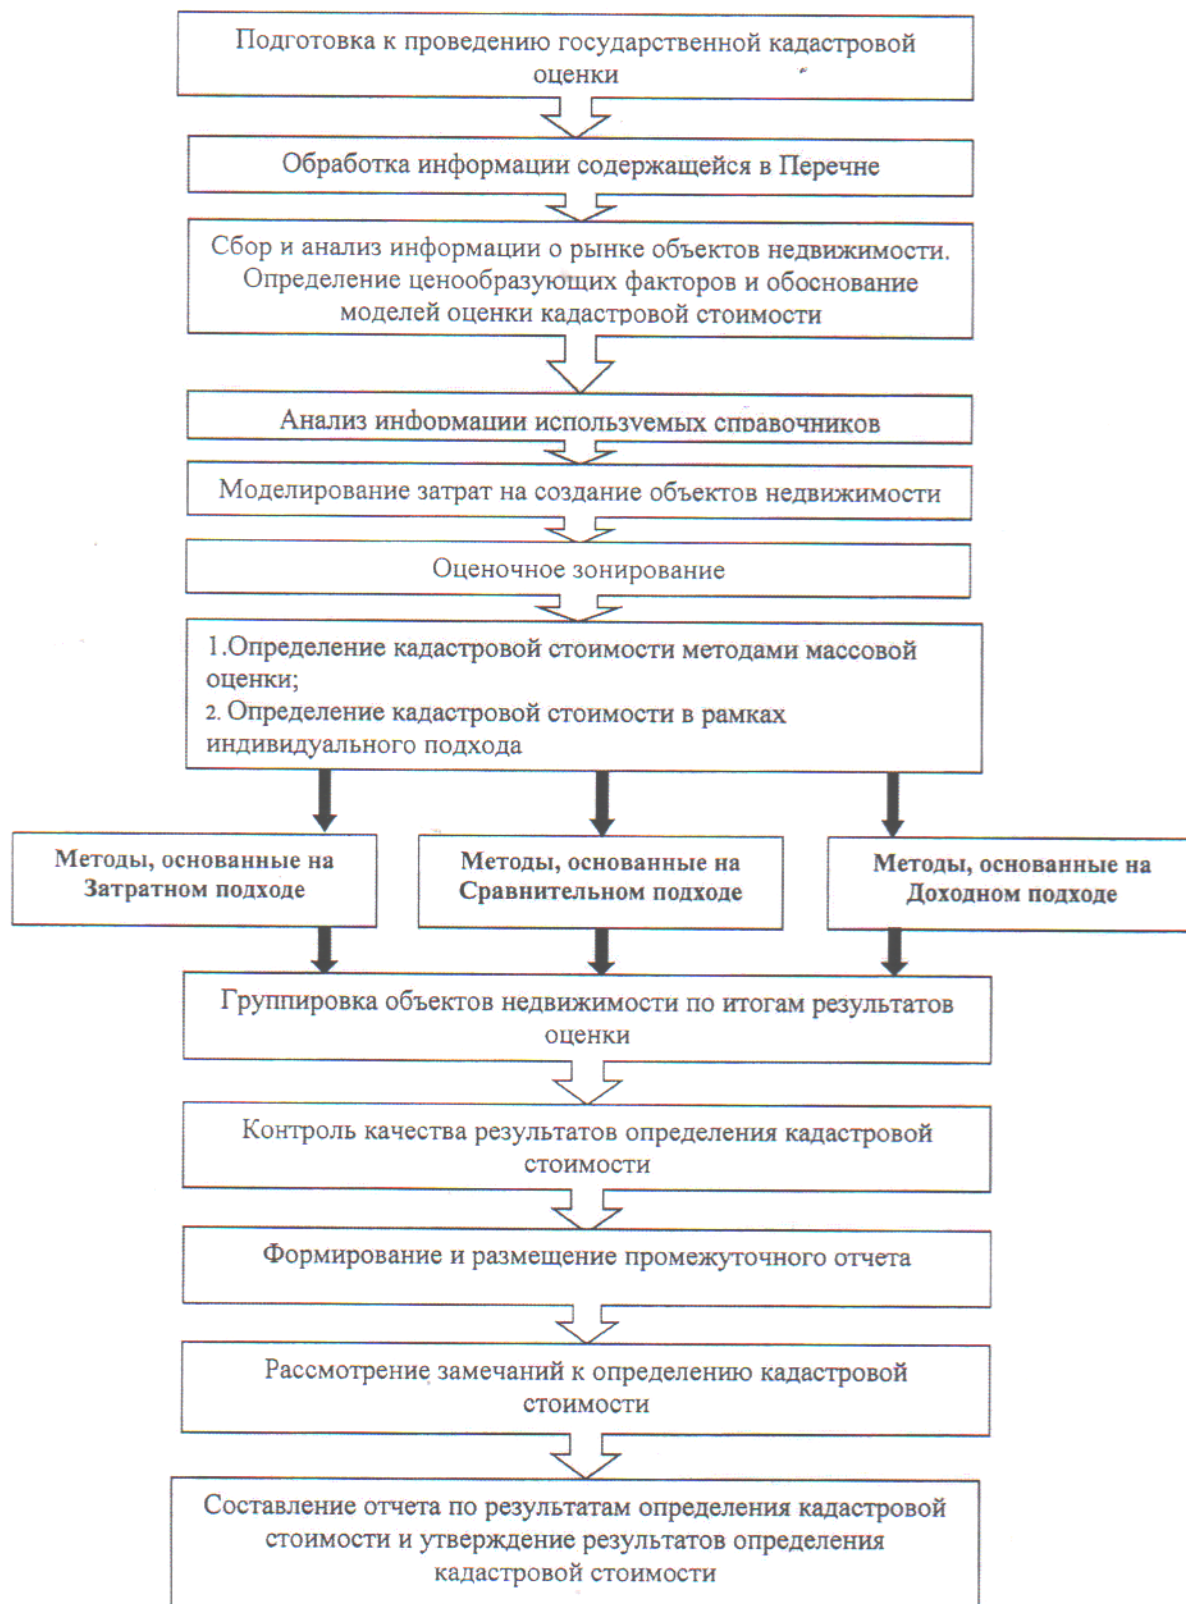 Подготовка к проведению государственной кадастровой
оценки
Обработка информации содержащейся в Перечне
Сбор и анализ информации о рынке объектов недвижимости.
Определение ценообразующих факторов и обоснование
моделей оценки кадастровой стоимости
Анализ информации используемых справочников
Моделирование затрат на создание объектов недвижимости
Оценочное зонирование
1.Определение кадастровой стоимости методами массовой
оценки;
2. Определение кадастровой стоимости в рамках
индивидуального подхода
Методы, основанные на
Затратном подходе
Методы, основанные на
Сравнительном подходе
Методы, основанные на
Доходном подходе
Группировка объектов недвижимости по итогам результатов
оценки
Контроль качества результатов определения кадастровой
стоимости
Формирование и размещение промежуточного отчета
Рассмотрение замечаний к определению кадастровой
стоимости
Составление отчета по результатам определения кадастровой
стоимости и утверждение результатов определения
кадастровой стоимости